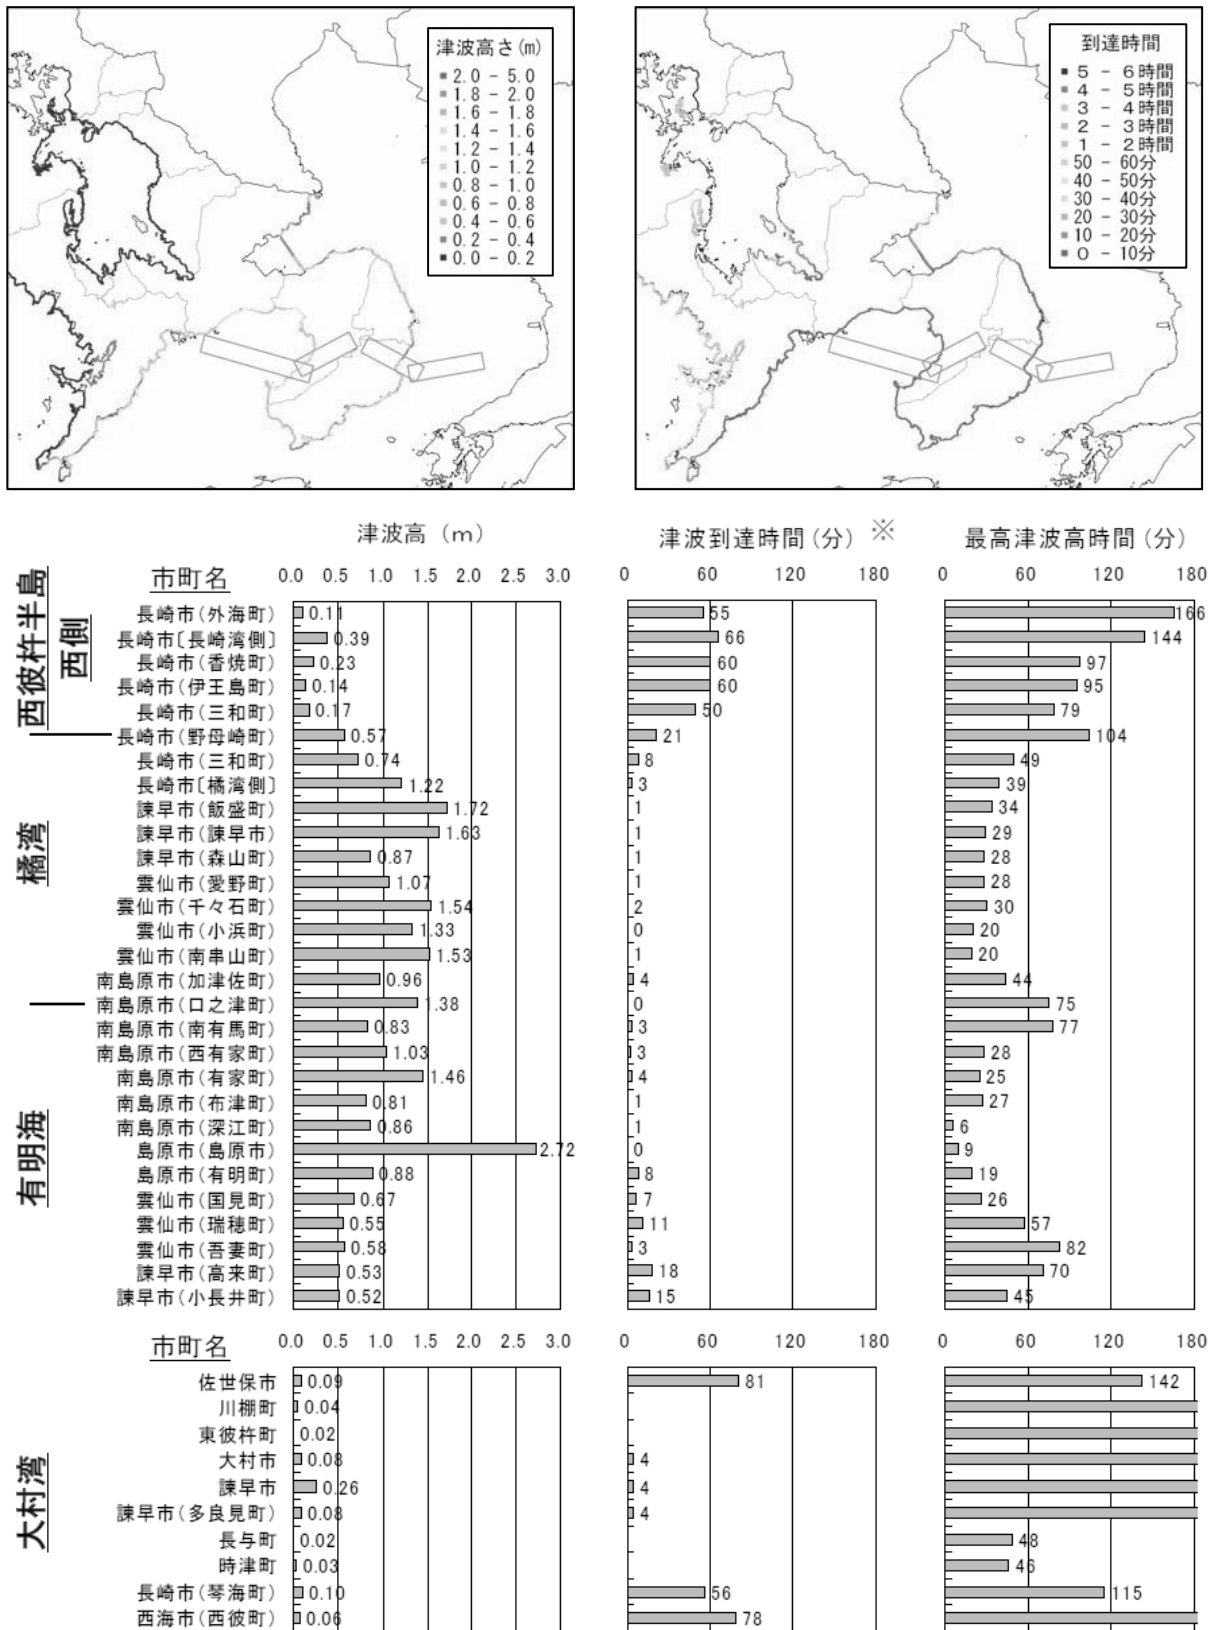 津波高さ(m)
2.0 - 5.0
1.8 - 2.0
1.6 - 1.8
1.4 - 1.6
1.2 - 1.4
1.0 - 1.2
0.8 - 1.0
0.6 - 0.8
0.4 - 0.6
0.2 - 0.4
0.0 - 0.2
到達時間
5 - 6時間
4 - 5時間
3 - 4時間
2 - 3時間
1 - 2時間
50 - 60分
40 - 50分
30 - 40分
20 - 30分
10 - 20分
0 - 10分
津波高 (m) 津波到達時間(分) ※ 最高津波高時間(分)
市町名 0.0 0.5 1.0 1.5 2.0 2.5 3.0 0 60 120 180 0 60 120 180
西彼杵半島
西側
長崎市(外海町) 0.11 55 166
長崎市〔長崎湾側〕 0.39 66 144
長崎市(香焼町) 0.23 60 97
長崎市(伊王島町) 0.14 60 95
長崎市(三和町) 0.17 50 79
長崎市(野母崎町) 0.57 21 104
橘湾
長崎市(三和町) 0.74 8 49
長崎市〔橘湾側〕 1.22 3 39
諫早市(飯盛町) 1.72 1 34
諫早市(諫早市) 1.63 1 29
諫早市(森山町) 0.87 1 28
雲仙市(愛野町) 1.07 1 28
雲仙市(千々石町) 1.54 2 30
雲仙市(小浜町) 1.33 0 20
雲仙市(南串山町) 1.53 1 20
南島原市(加津佐町) 0.96 4 44
南島原市(口之津町) 1.38 0 75
有明海
南島原市(南有馬町) 0.83 3 77
南島原市(西有家町) 1.03 3 28
南島原市(有家町) 1.46 4 25
南島原市(布津町) 0.81 1 27
南島原市(深江町) 0.86 1 6
島原市(島原市) 2.72 0 9
島原市(有明町) 0.88 8 19
雲仙市(国見町) 0.67 7 26
雲仙市(瑞穂町) 0.55 11 57
雲仙市(吾妻町) 0.58 3 82
諫早市(高来町) 0.53 18 70
諫早市(小長井町) 0.52 15 45
市町名 0.0 0.5 1.0 1.5 2.0 2.5 3.0 0 60 120 180 0 60 120 180
大村湾
佐世保市 0.09 81 142
川棚町 0.04
東彼杵町 0.02
大村市 0.08 4
諫早市 0.26 4
諫早市(多良見町) 0.08 4
長与町 0.02 48
時津町 0.03 46
長崎市(琴海町) 0.10 56 115
西海市(西彼町) 0.06 78